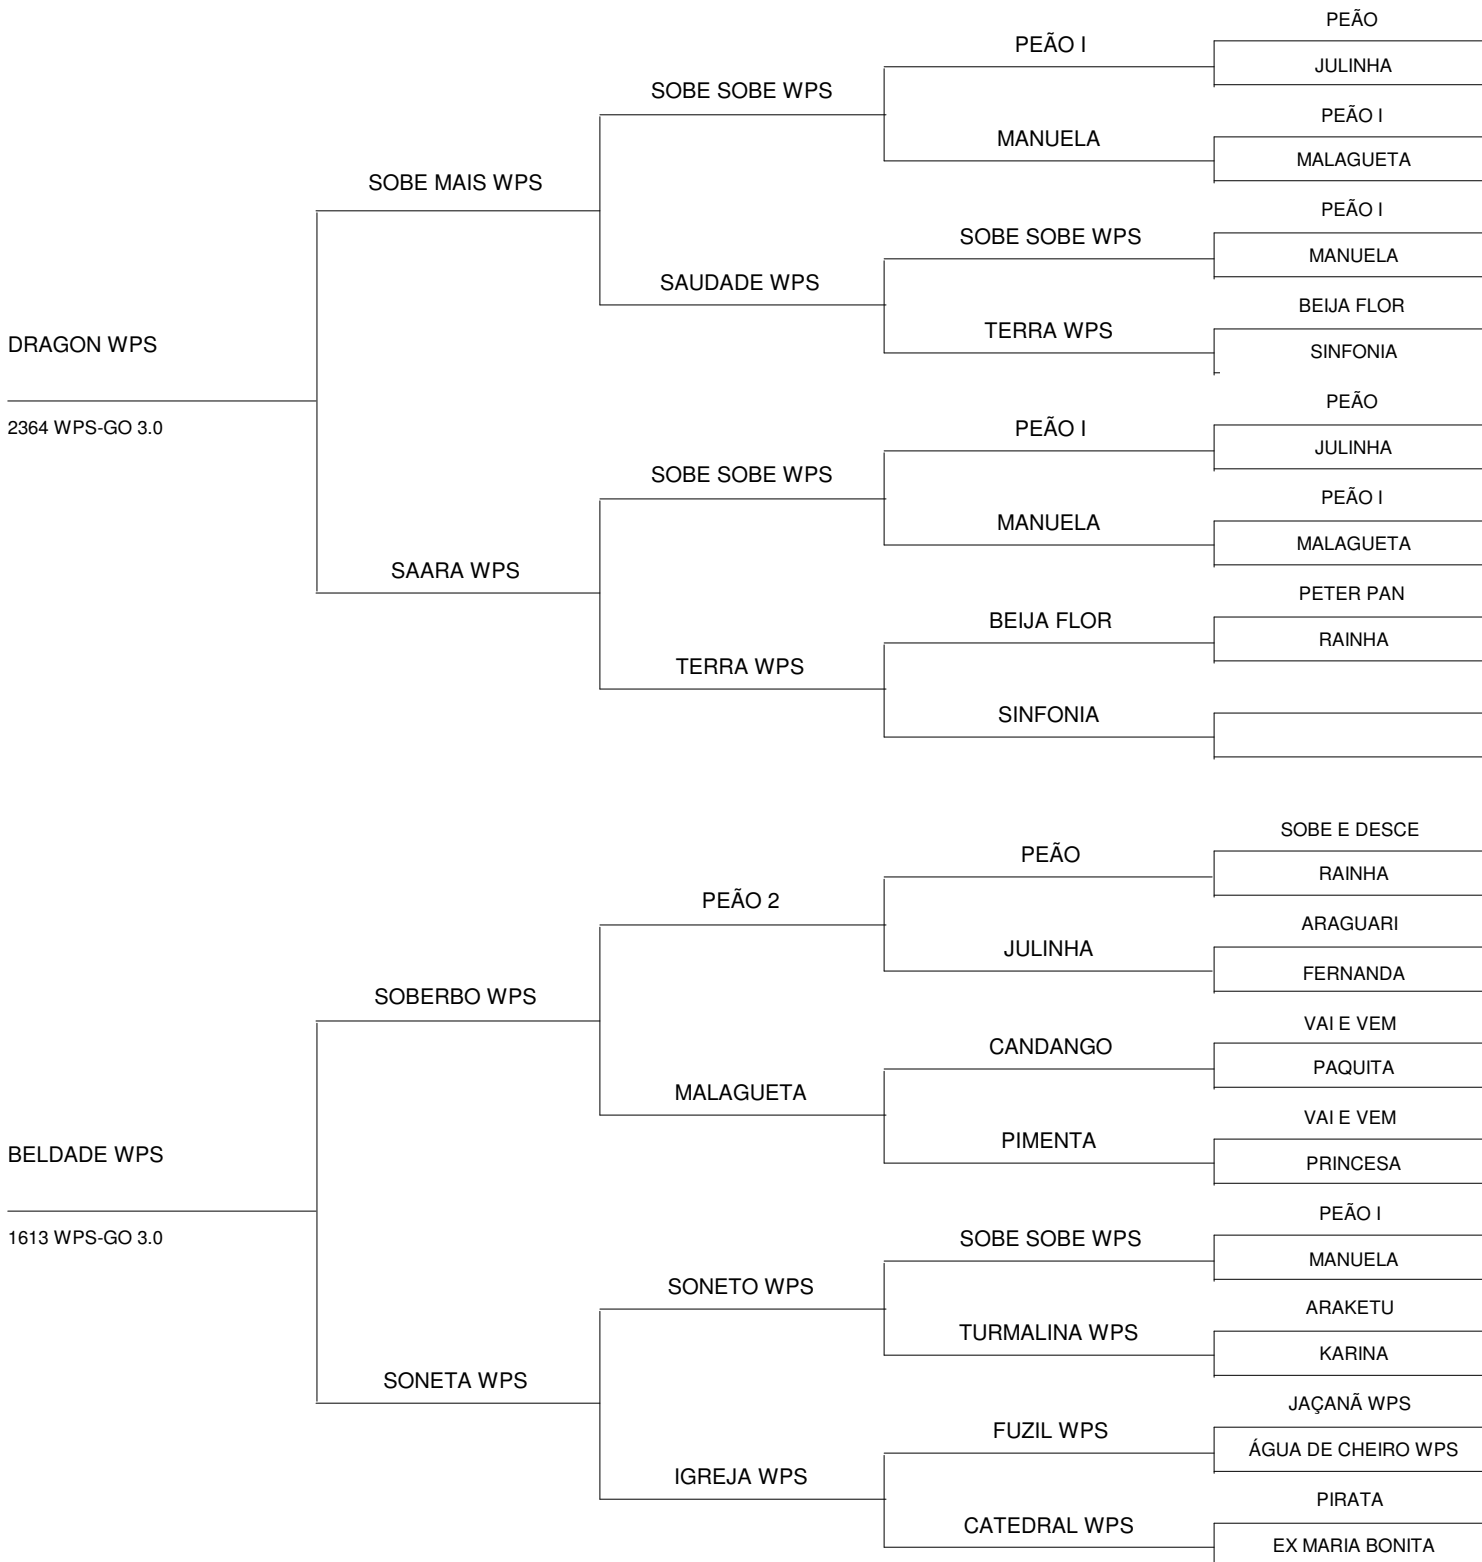 PEÃO
PEÃO I
JULINHA
SOBE SOBE WPS
PEÃO I
MANUELA
MALAGUETA
SOBE MAIS WPS
PEÃO I
SOBE SOBE WPS
MANUELA
SAUDADE WPS
BEIJA FLOR
TERRA WPS
SINFONIA
DRAGON WPS
2364 WPS-GO 3.0
PEÃO
PEÃO I
JULINHA
SOBE SOBE WPS
PEÃO I
MANUELA
MALAGUETA
SAARA WPS
PETER PAN
BEIJA FLOR
RAINHA
TERRA WPS
SINFONIA
SOBE E DESCE
PEÃO
RAINHA
PEÃO 2
ARAGUARI
JULINHA
FERNANDA
SOBERBO WPS
VAI E VEM
CANDANGO
PAQUITA
MALAGUETA
VAI E VEM
PIMENTA
PRINCESA
BELDADE WPS
1613 WPS-GO 3.0
PEÃO I
SOBE SOBE WPS
MANUELA
SONETO WPS
ARAKETU
TURMALINA WPS
KARINA
SONETA WPS
JAÇANÃ WPS
FUZIL WPS
ÁGUA DE CHEIRO WPS
IGREJA WPS
PIRATA
CATEDRAL WPS
EX MARIA BONITA